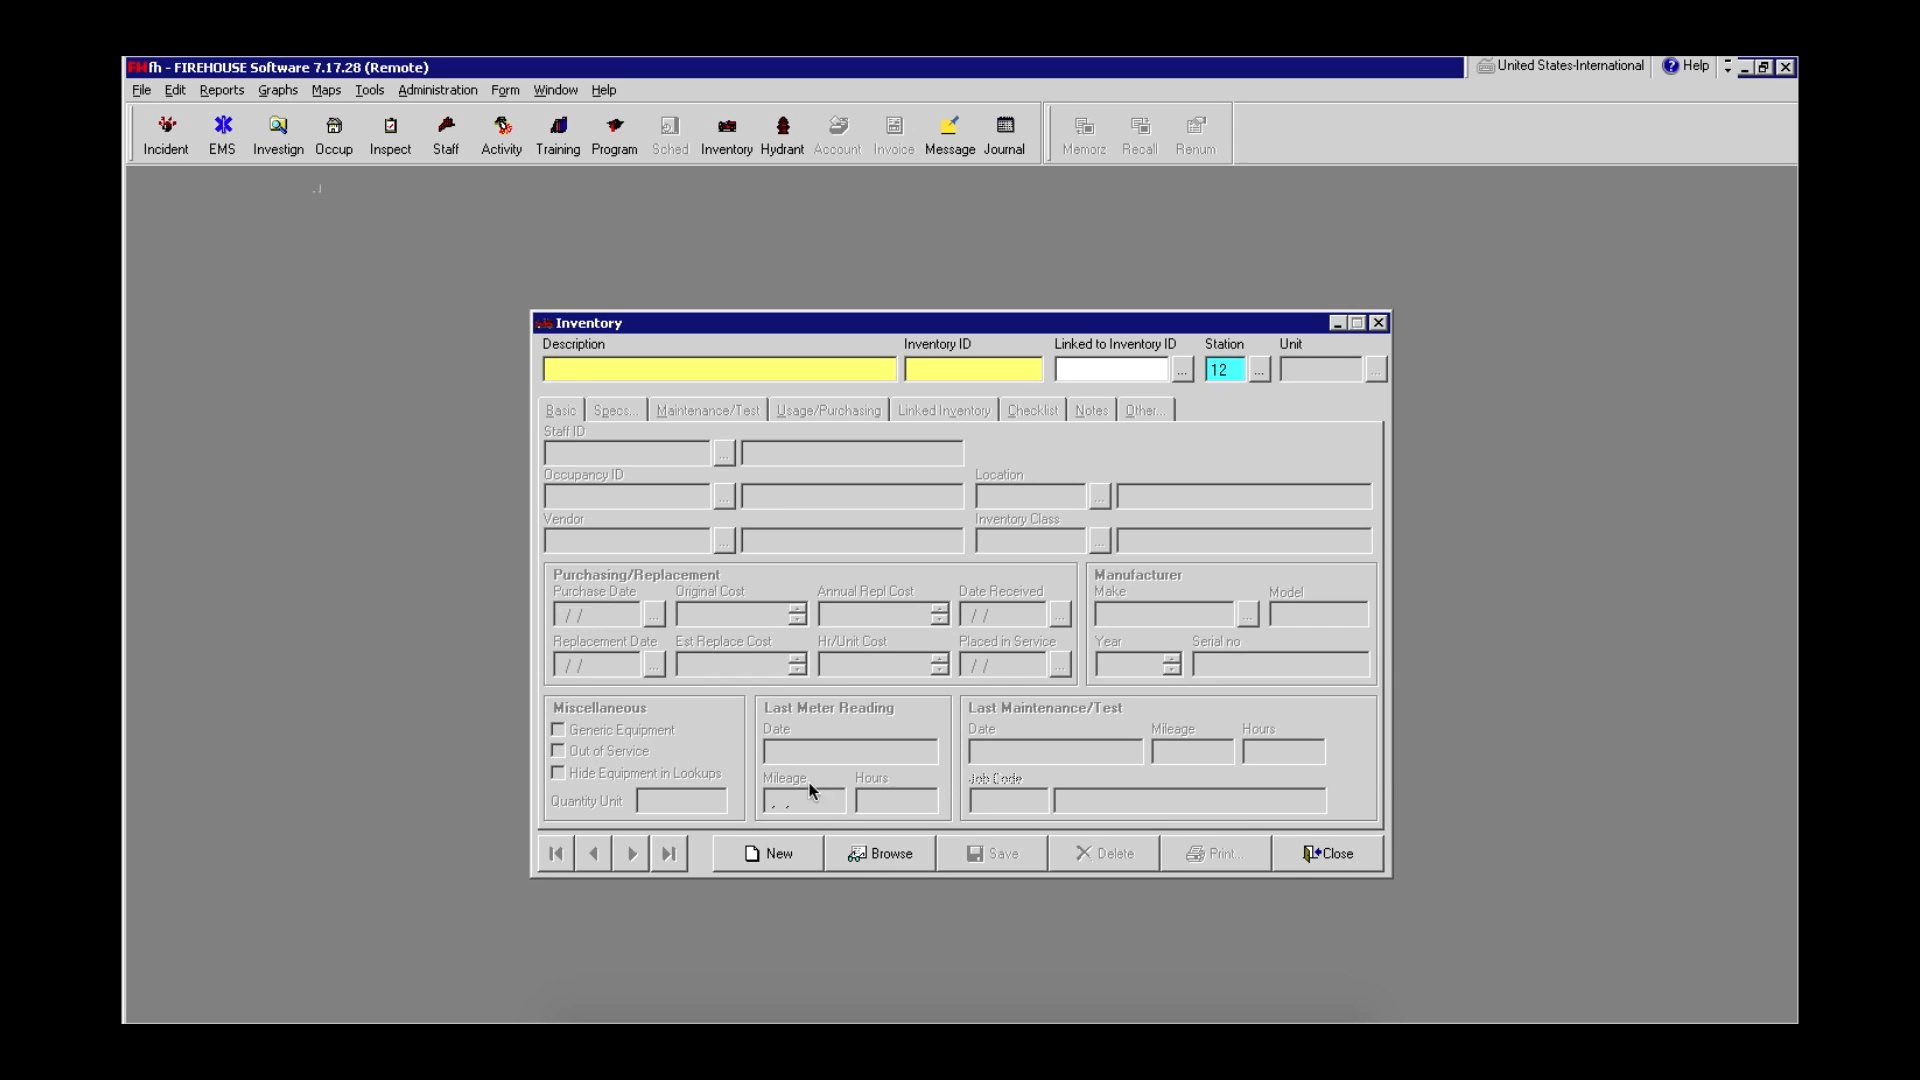 fh - FIREHOUSE Software 7.17.28 (Remote)
United States-International Help
File Edit Reports Graphs Maps Tools Administration Form Window Help
Incident EMS Investign Occup Inspect Staff Activity Training Program Sched Inventory Hydrant Account Invoice Message Journal Memorz Recall Renum
Inventory
Description Inventory ID Linked to Inventory ID Station Unit
... 12 ... ...
Basic Specs... Maintenance/Test Usage/Purchasing Linked Inventory Checklist Notes Other...
Staff ID
...
Occupancy ID Location
... ...
Vendor Inventory Class
... ...
Purchasing/Replacement Manufacturer
Purchase Date Original Cost Annual Repl Cost Date Received Make Model
/ / ... / / ... ...
Replacement Date Est Replace Cost Hr/Unit Cost Placed in Service Year Serial no
/ / ... / / ...
Miscellaneous Last Meter Reading Last Maintenance/Test
Generic Equipment Date Date Mileage Hours
Out of Service
Hide Equipment in Lookups Mileage Hours Job Code
Quantity Unit , ,
New Browse Save Delete Print... Close